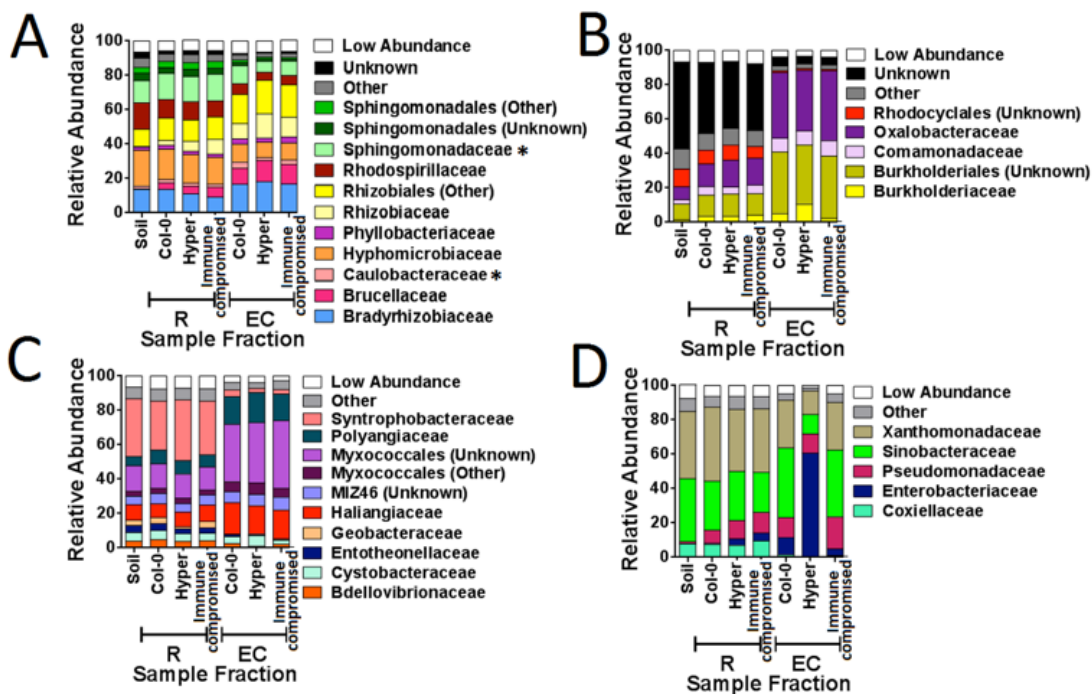 A
Relative Abundance
100
80
60
40
20
0
Soil
Col-0
Hyper
Immune
compromised
Col-0
Hyper
Immune
compromised
R
EC
Sample Fraction
Low Abundance
Unknown
Other
Sphingomonadales (Other)
Sphingomonadales (Unknown)
Sphingomonadaceae *
Rhodospirillaceae
Rhizobiales (Other)
Rhizobiaceae
Phyllobacteriaceae
Hyphomicrobiaceae
Caulobacteraceae *
Brucellaceae
Bradyrhizobiaceae
B
Relative Abundance
100
80
60
40
20
0
Soil
Col-0
Hyper
Immune
compromised
Col-0
Hyper
Immune
compromised
R
EC
Sample Fraction
Low Abundance
Unknown
Other
Rhodocyclales (Unknown)
Oxalobacteraceae
Comamonadaceae
Burkholderiales (Unknown)
Burkholderiaceae
C
Relative Abundance
100
80
60
40
20
0
Soil
Col-0
Hyper
Immune
compromised
Col-0
Hyper
Immune
compromised
R
EC
Sample Fraction
Low Abundance
Other
Syntrophobacteraceae
Polyangiaceae
Myxococcales (Unknown)
Myxococcales (Other)
MIZ46 (Unknown)
Haliangiaceae
Geobacteraceae
Entotheonellaceae
Cystobacteraceae
Bdellovibrionaceae
D
Relative Abundance
100
80
60
40
20
0
Soil
Col-0
Hyper
Immune
compromised
Col-0
Hyper
Immune
compromised
R
EC
Sample Fraction
Low Abundance
Other
Xanthomonadaceae
Sinobacteraceae
Pseudomonadaceae
Enterobacteriaceae
Coxiellaceae